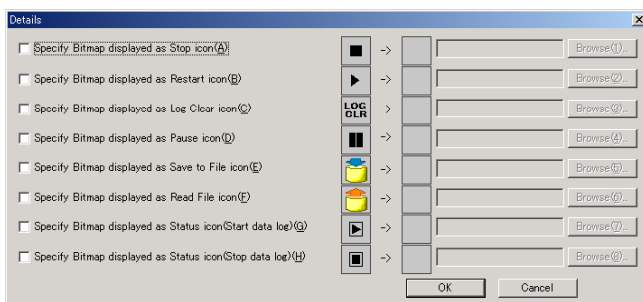 Details
Specify Bitmap displayed as Stop icon(A) -> Browse(1)...
Specify Bitmap displayed as Restart icon(B) -> Browse(2)...
Specify Bitmap displayed as Log Clear icon(C) LOG CLR > Browse(3)...
Specify Bitmap displayed as Pause icon(D) -> Browse(4)...
Specify Bitmap displayed as Save to File icon(E) -> Browse(5)...
Specify Bitmap displayed as Read File icon(F) -> Browse(6)...
Specify Bitmap displayed as Status icon(Start data log)(G) -> Browse(7)...
Specify Bitmap displayed as Status icon(Stop data log)(H) -> Browse(8)...
OK Cancel